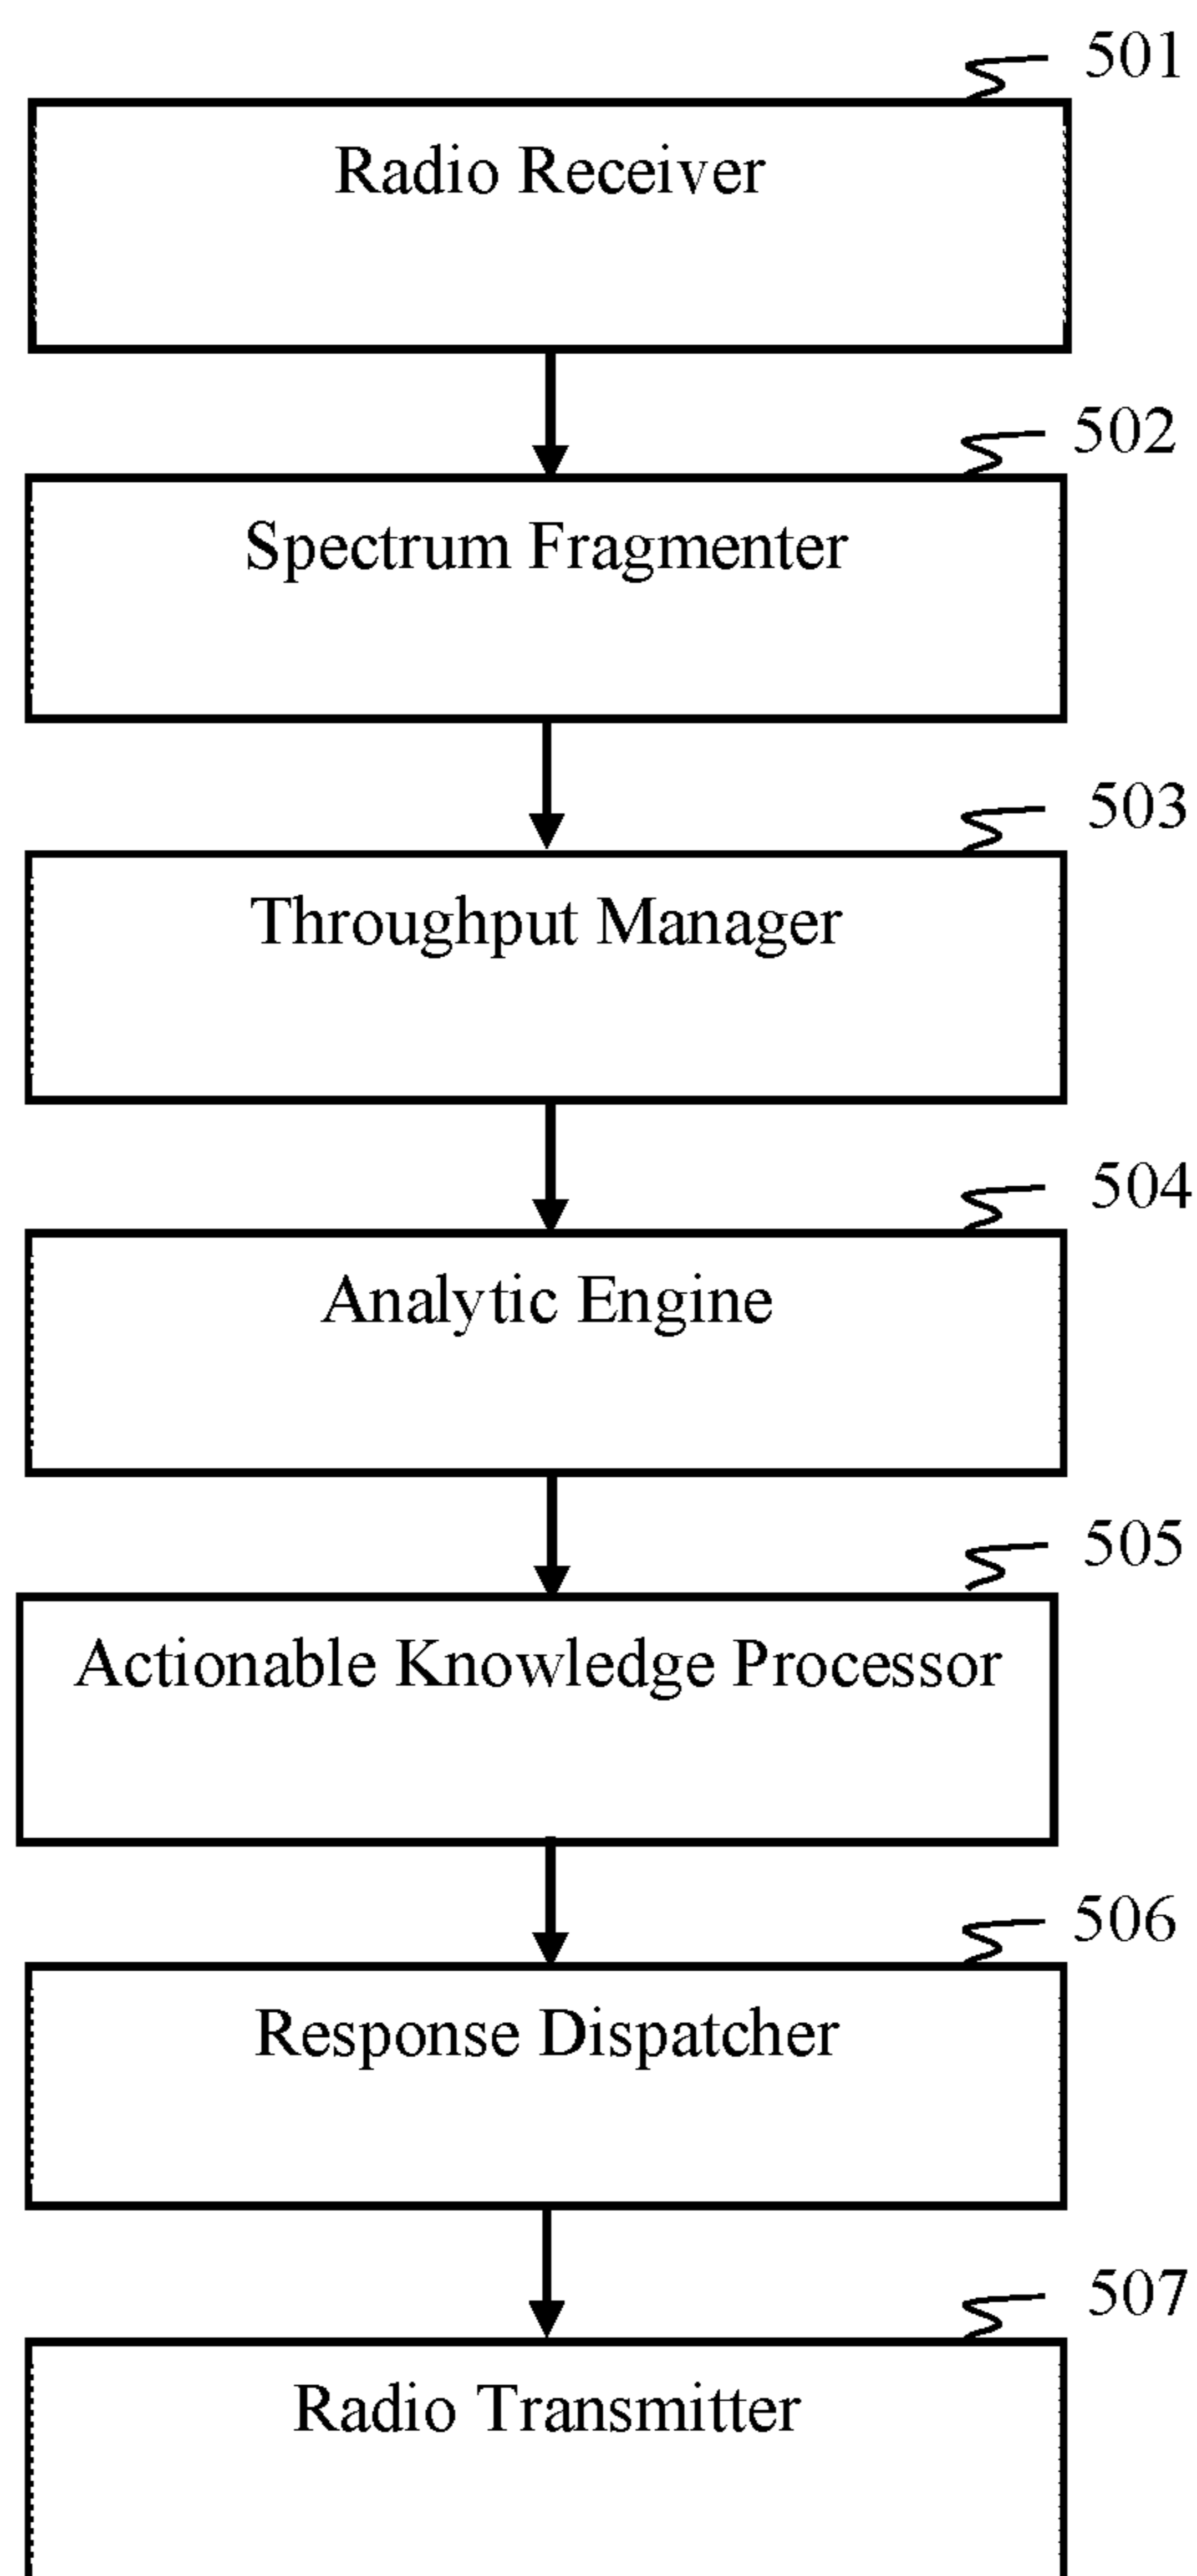 501
Radio Receiver
502
Spectrum Fragmenter
503
Throughput Manager
504
Analytic Engine
505
Actionable Knowledge Processor
506
Response Dispatcher
507
Radio Transmitter